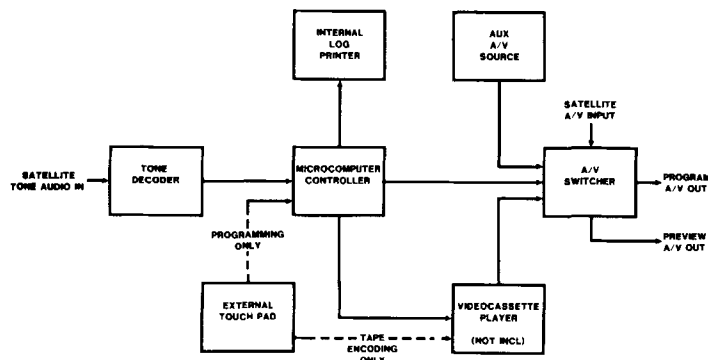 INTERNAL
LOG
PRINTER
AUX
A/V
SOURCE
SATELLITE
A/V INPUT
SATELLITE
TONE AUDIO IN
TONE
DECODER
MICROCOMPUTER
CONTROLLER
A/V
SWITCHER
PROGRAM
A/V OUT
PREVIEW
A/V OUT
PROGRAMMING
ONLY
EXTERNAL
TOUCH PAD
TAPE
ENCODING
ONLY
VIDEOCASSETTE
PLAYER
(NOT INCL)